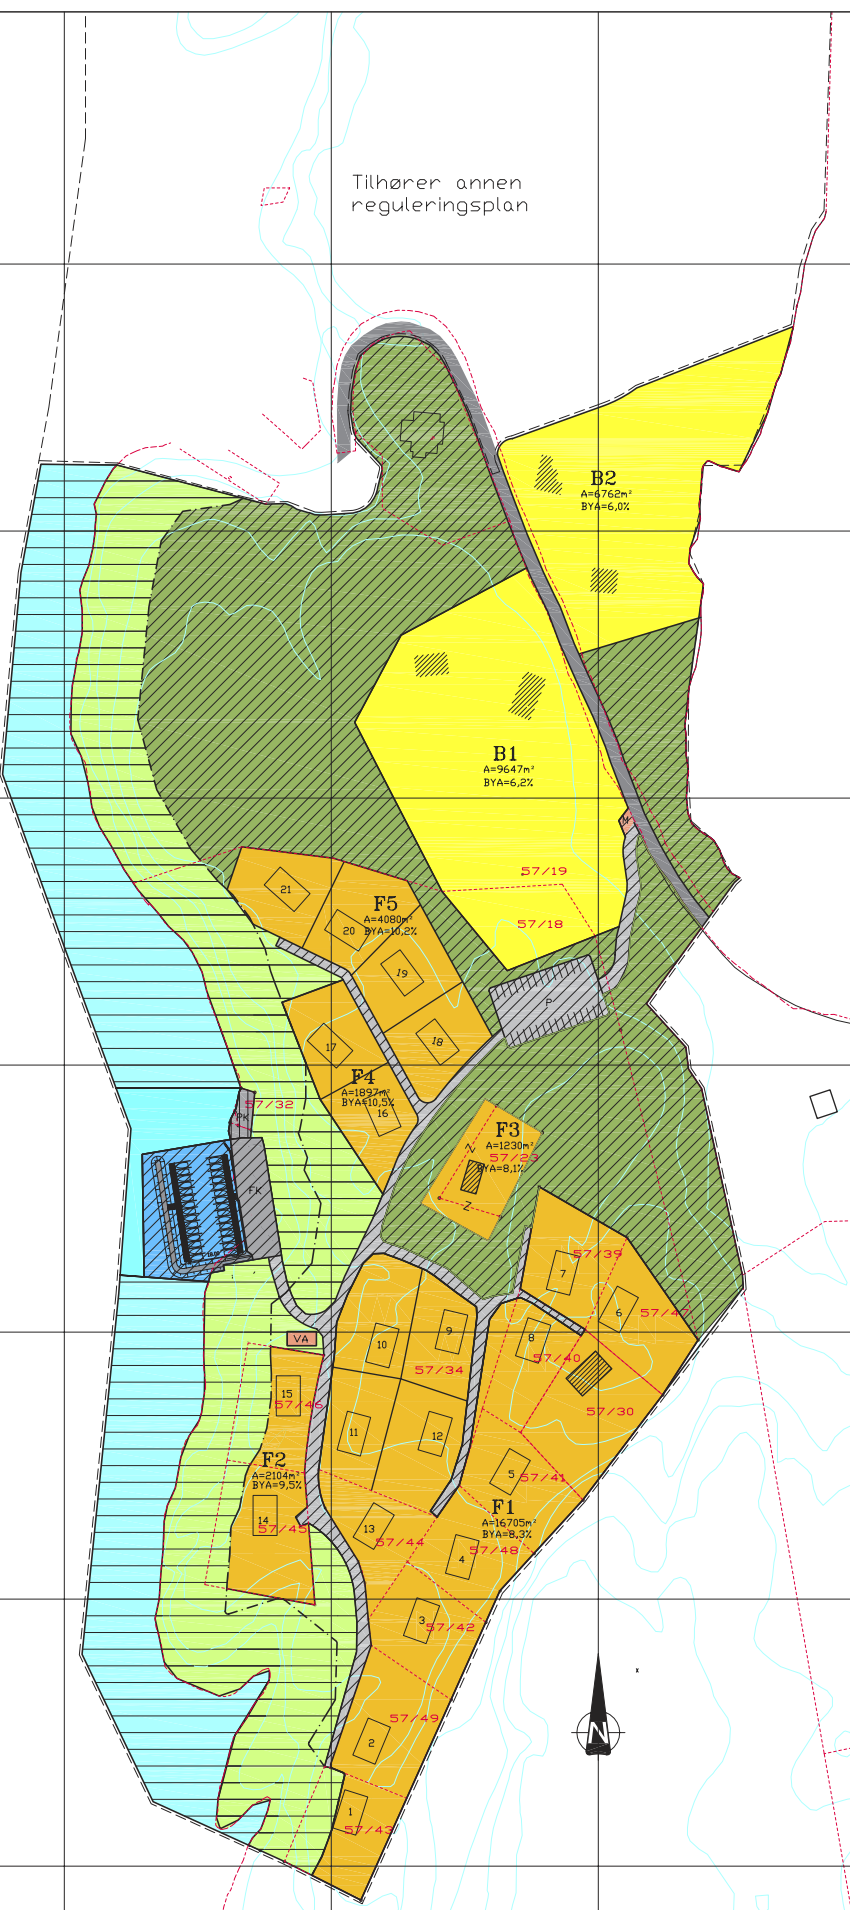 Tilhører annen
reguleringsplan
B2
A=6762m²
BYA=6,0%
B1
A=9647m²
BYA=6,2%
57/19
57/18
21
F5
A=4080m²
20 BYA=10,2%
19
18
P
17
F4
A=1897m²
BYA=10,5%
16
57/32
PK
FK
F3
A=1230m²
57/23
BYA=8,1%
Z
Z
57/39
7
6
57/47
8
57/40
57/30
VA
10
9
57/34
15
57/46
11
12
F2
A=2104m²
BYA=9,5%
14
57/45
5
57/41
F1
A=16705m²
BYA=8,3%
13
57/44
57/48
4
3
57/42
57/49
2
1
57/43
N
x